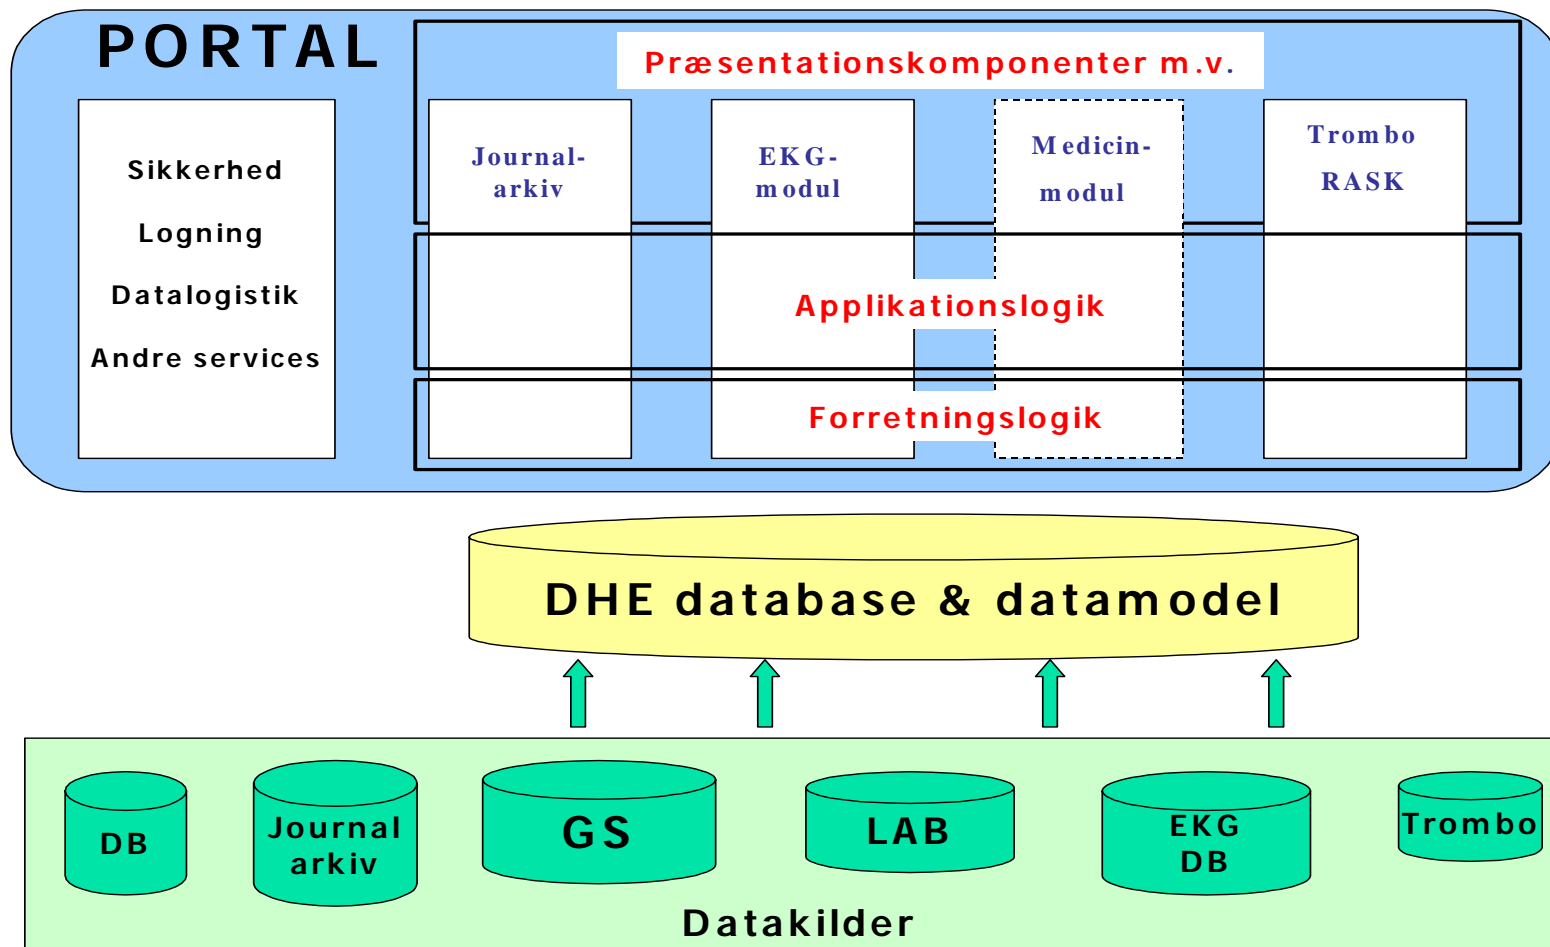 PORTAL
Præsentationskomponenter m.v.
Sikkerhed
Logning
Datalogistik
Andre services
Journal-
arkiv
EKG-
modul
Medicin-
modul
Trombo
RASK
Applikationslogik
Forretningslogik
DHE database & datamodel
DB
Journal
arkiv
GS
LAB
EKG
DB
Trombo
Datakilder